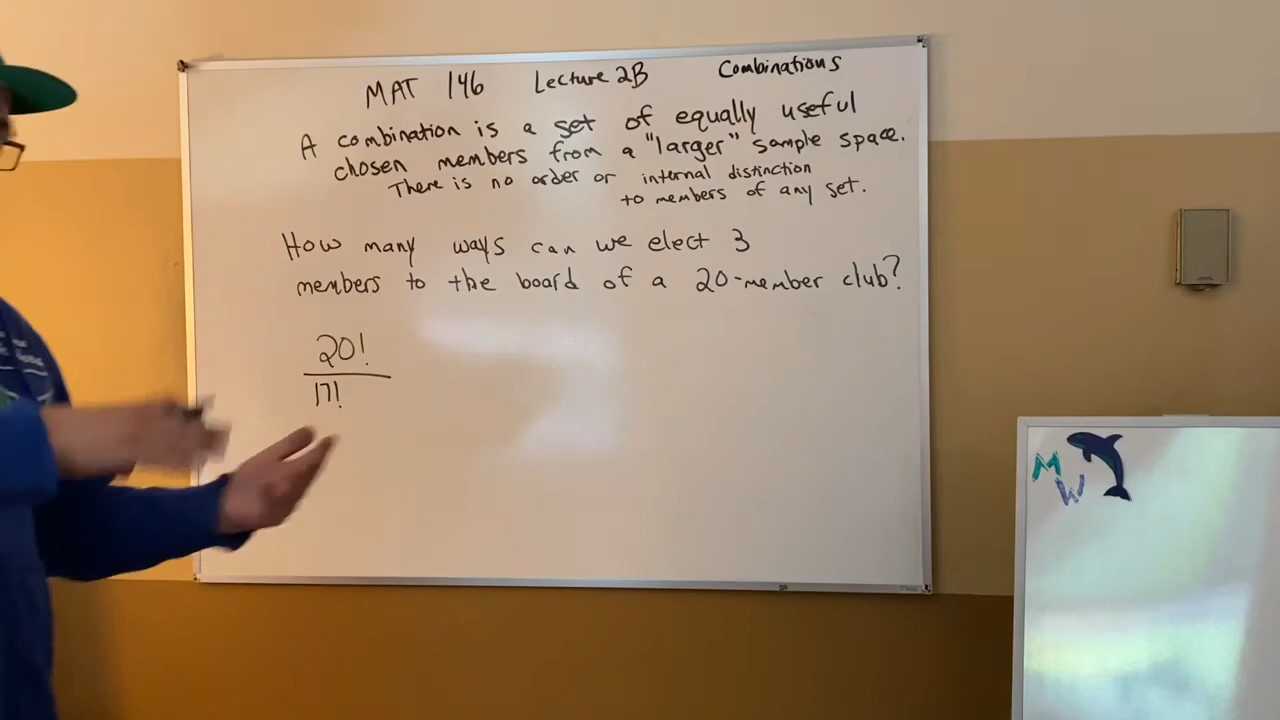 MAT 146 Lecture 2B Combinations
A combination is a set of equally useful
chosen members from a "larger" sample space.
There is no order or internal distinction
to members of any set.
How many ways can we elect 3
members to the board of a 20-member club?
20!
17!
M
W